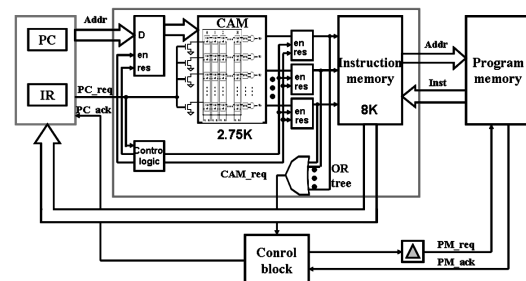 PC
IR
Addr
PC_req
PC_ack
D
en
res
Control
logic
CAM
2.75K
en
res
en
res
en
res
CAM_req
OR
tree
Instruction
memory
8K
Addr
Inst
Program
memory
Conrol
block
PM_req
PM_ack